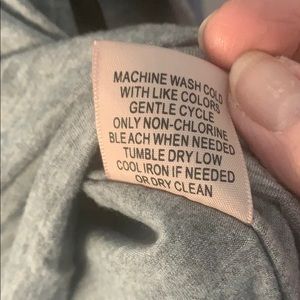 MACHINE WASH COLD
WITH LIKE COLORS
GENTLE CYCLE
ONLY NON-CHLORINE
BLEACH WHEN NEEDED
TUMBLE DRY LOW
COOL IRON IF NEEDED
OR DRY CLEAN